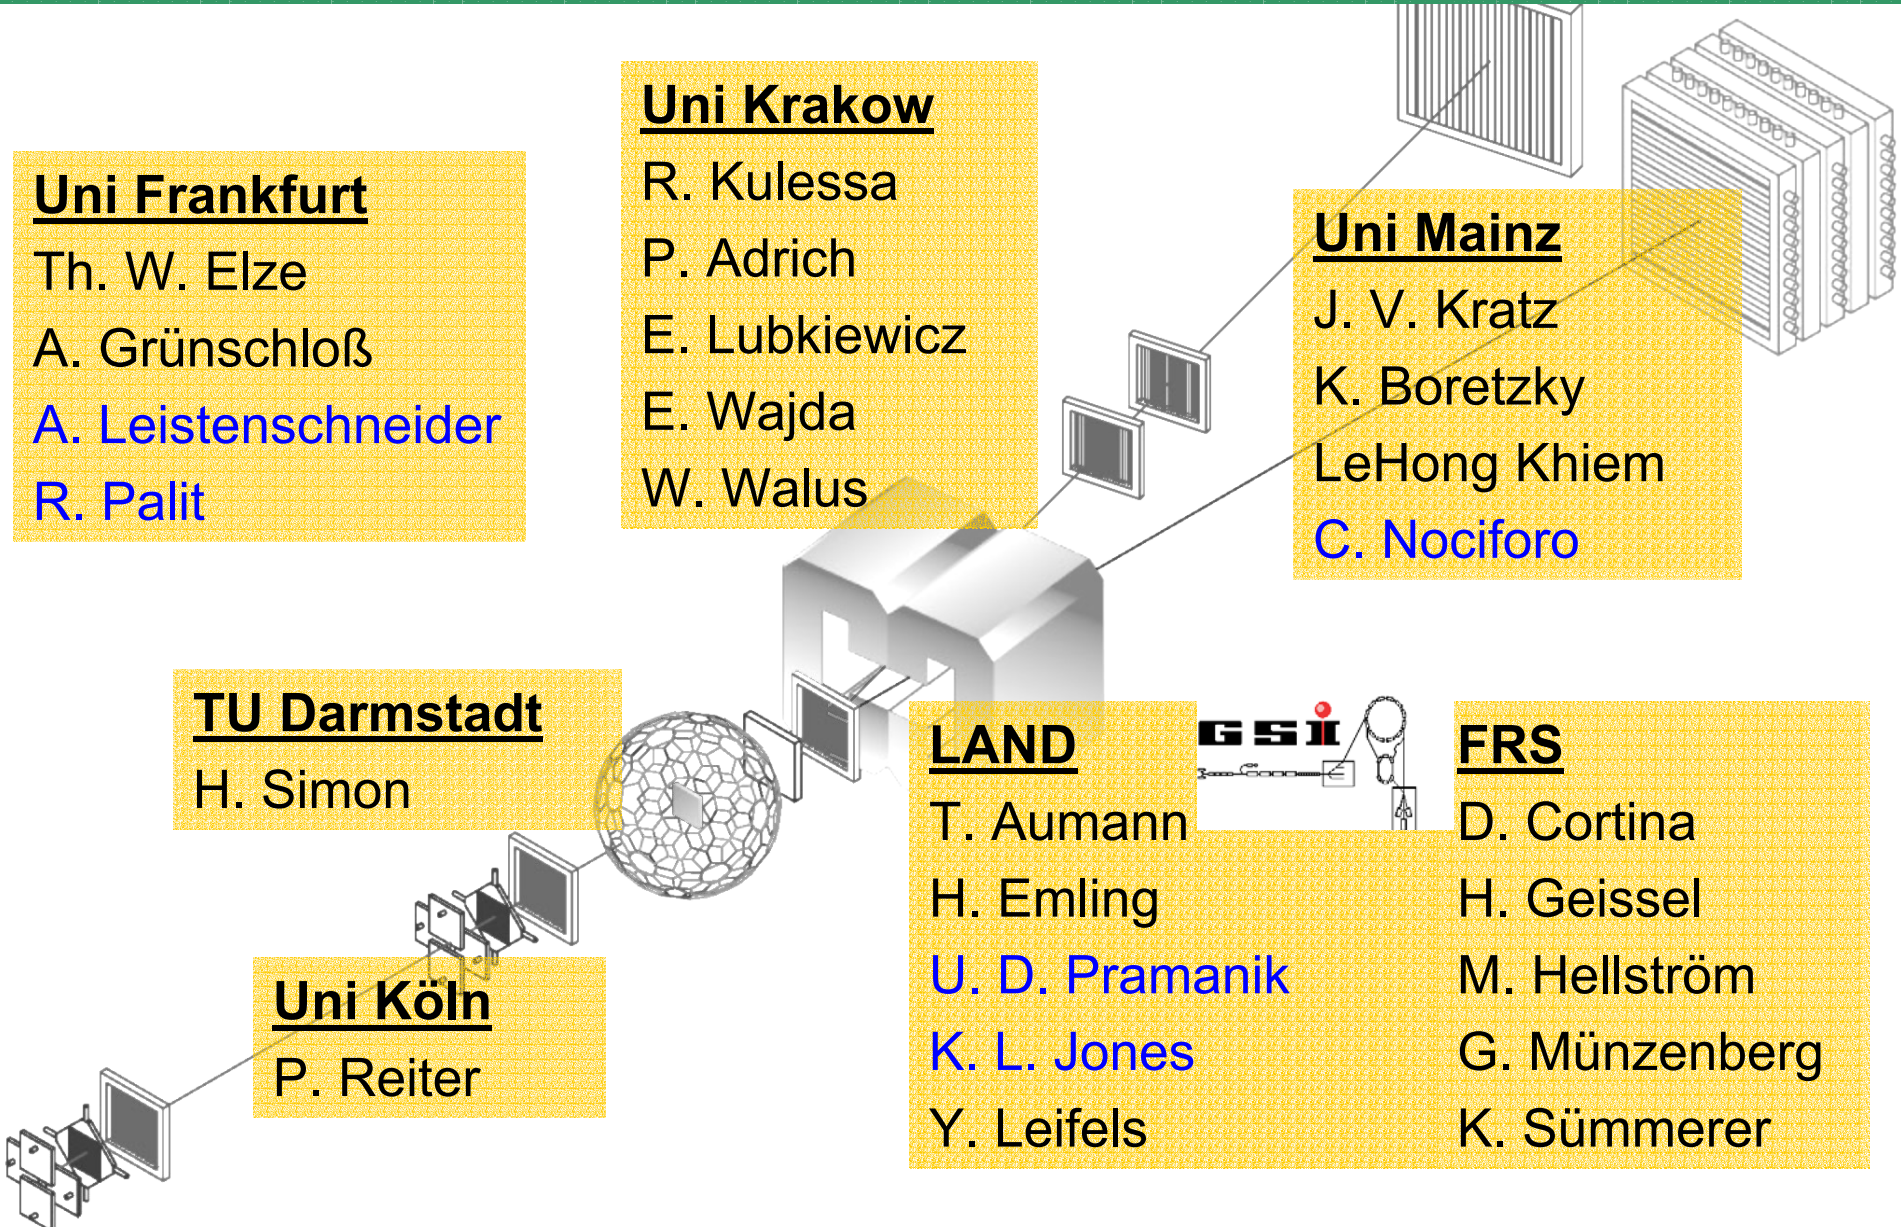 Uni Frankfurt
Th. W. Elze
A. Grünschloß
A. Leistenschneider
R. Palit
Uni Krakow
R. Kulessa
P. Adrich
E. Lubkiewicz
E. Wajda
W. Walus
Uni Mainz
J. V. Kratz
K. Boretzky
LeHong Khiem
C. Nociforo
TU Darmstadt
H. Simon
Uni Köln
P. Reiter
LAND
T. Aumann
H. Emling
U. D. Pramanik
K. L. Jones
Y. Leifels
GSI
FRS
D. Cortina
H. Geissel
M. Hellström
G. Münzenberg
K. Sümmerer